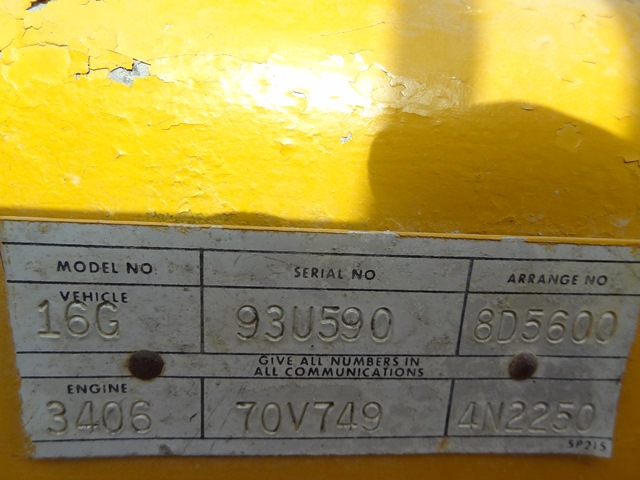 MODEL NO SERIAL NO ARRANGE NO
VEHICLE
16G 93U590 8D5600
GIVE ALL NUMBERS IN
ALL COMMUNICATIONS
ENGINE
3406 70V749 4N2250
SP215